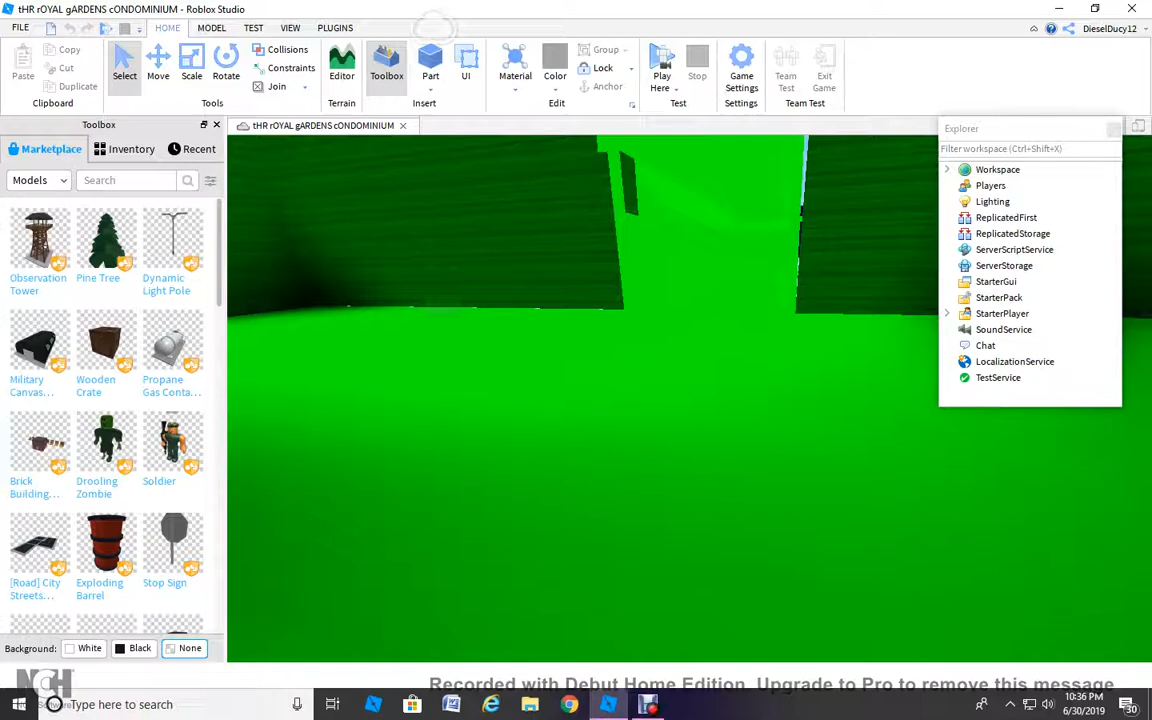 tHR rOYAL gARDENS cONDOMINIUM - Roblox Studio
FILE HOME MODEL TEST VIEW PLUGINS DieselDucy12
Paste Copy Cut Duplicate Clipboard
Select Move Scale Rotate Collisions Constraints Join Tools
Editor Terrain
Toolbox Part UI Insert
Material Color Group Lock Anchor Edit
Play Here Stop Test
Game Settings Settings
Team Test Exit Game Team Test
Toolbox
tHR rOYAL gARDENS cONDOMINIUM
Marketplace Inventory Recent
Models Search
Observation Tower
Pine Tree
Dynamic Light Pole
Military Canvas...
Wooden Crate
Propane Gas Conta...
Brick Building...
Drooling Zombie
Soldier
[Road] City Streets...
Exploding Barrel
Stop Sign
Background: White Black None
Explorer
Filter workspace (Ctrl+Shift+X)
Workspace
Players
Lighting
ReplicatedFirst
ReplicatedStorage
ServerScriptService
ServerStorage
StarterGui
StarterPack
StarterPlayer
SoundService
Chat
LocalizationService
TestService
NCH
Recorded with Debut Home Edition. Upgrade to Pro to remove this message
Type here to search
10:36 PM
6/30/2019
30